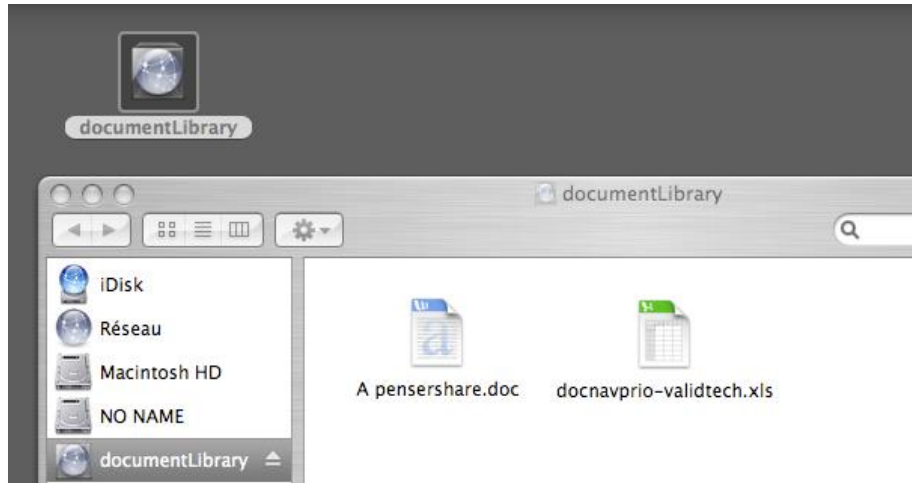 documentLibrary
documentLibrary
iDisk
Réseau
Macintosh HD
NO NAME
documentLibrary
A pensershare.doc
docnavprio-validtech.xls